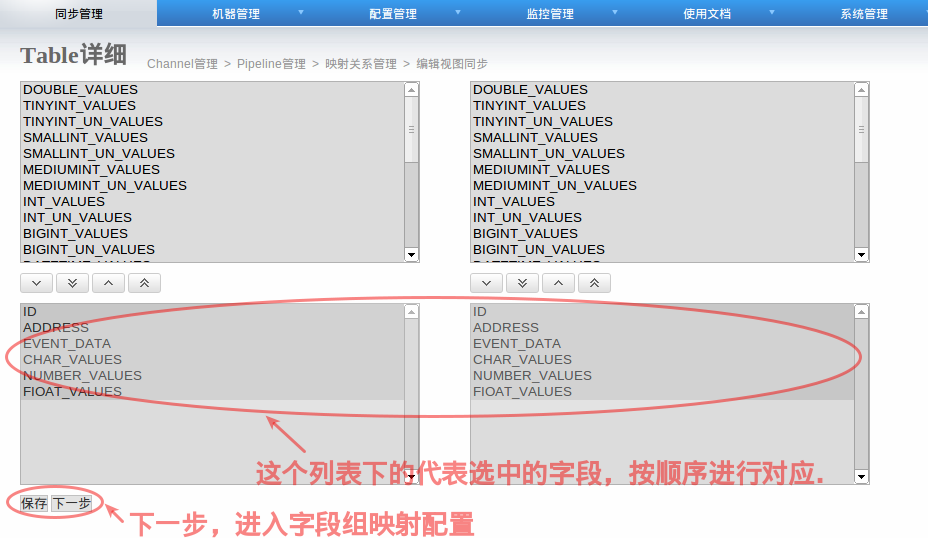 同步管理 机器管理 配置管理 监控管理 使用文档 系统管理
Table详细 Channel管理 > Pipeline管理 > 映射关系管理 > 编辑视图同步
DOUBLE_VALUES
TINYINT_VALUES
TINYINT_UN_VALUES
SMALLINT_VALUES
SMALLINT_UN_VALUES
MEDIUMINT_VALUES
MEDIUMINT_UN_VALUES
INT_VALUES
INT_UN_VALUES
BIGINT_VALUES
BIGINT_UN_VALUES
DOUBLE_VALUES
TINYINT_VALUES
TINYINT_UN_VALUES
SMALLINT_VALUES
SMALLINT_UN_VALUES
MEDIUMINT_VALUES
MEDIUMINT_UN_VALUES
INT_VALUES
INT_UN_VALUES
BIGINT_VALUES
BIGINT_UN_VALUES
ID
ADDRESS
EVENT_DATA
CHAR_VALUES
NUMBER_VALUES
FIOAT_VALUES
ID
ADDRESS
EVENT_DATA
CHAR_VALUES
NUMBER_VALUES
FIOAT_VALUES
这个列表下的代表选中的字段，按顺序进行对应.
保存 下一步
下一步，进入字段组映射配置